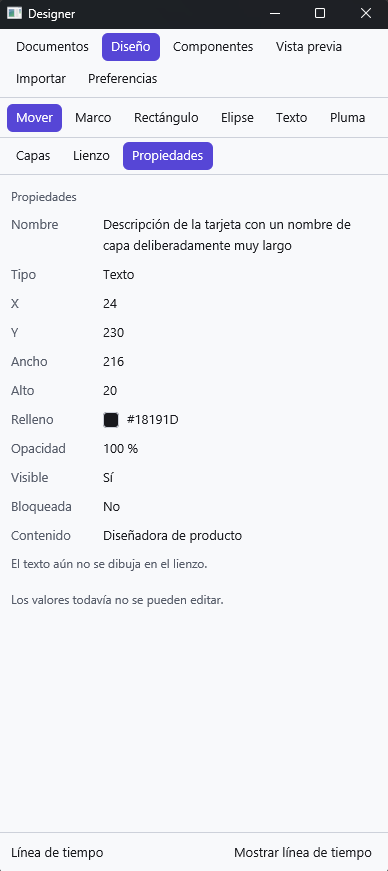 Designer
Documentos Diseño Componentes Vista previa
Importar Preferencias
Mover Marco Rectángulo Elipse Texto Pluma
Capas Lienzo Propiedades
Propiedades
Nombre Descripción de la tarjeta con un nombre de
capa deliberadamente muy largo
Tipo Texto
X 24
Y 230
Ancho 216
Alto 20
Relleno #18191D
Opacidad 100 %
Visible Sí
Bloqueada No
Contenido Diseñadora de producto
El texto aún no se dibuja en el lienzo.
Los valores todavía no se pueden editar.
Línea de tiempo Mostrar línea de tiempo